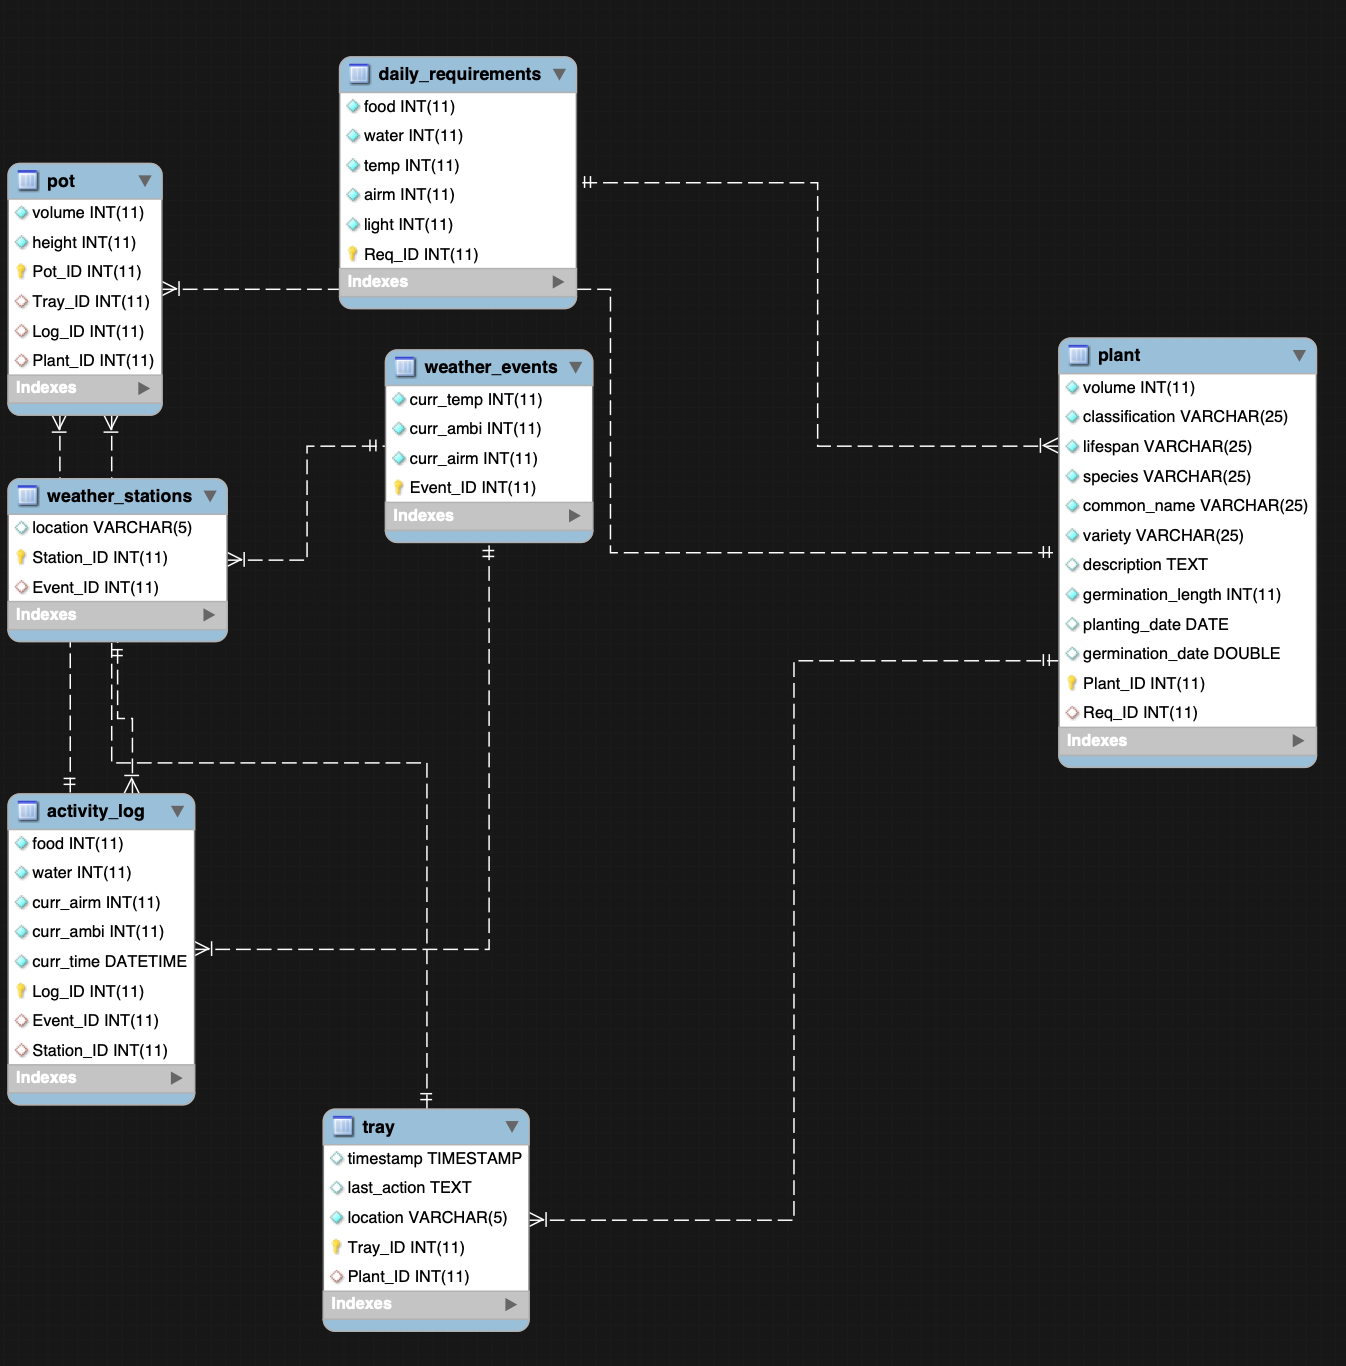 daily_requirements
food INT(11)
water INT(11)
temp INT(11)
airm INT(11)
light INT(11)
Req_ID INT(11)
Indexes
pot
volume INT(11)
height INT(11)
Pot_ID INT(11)
Tray_ID INT(11)
Log_ID INT(11)
Plant_ID INT(11)
Indexes
weather_events
curr_temp INT(11)
curr_ambi INT(11)
curr_airm INT(11)
Event_ID INT(11)
Indexes
plant
volume INT(11)
classification VARCHAR(25)
lifespan VARCHAR(25)
species VARCHAR(25)
common_name VARCHAR(25)
variety VARCHAR(25)
description TEXT
germination_length INT(11)
planting_date DATE
germination_date DOUBLE
Plant_ID INT(11)
Req_ID INT(11)
Indexes
weather_stations
location VARCHAR(5)
Station_ID INT(11)
Event_ID INT(11)
Indexes
activity_log
food INT(11)
water INT(11)
curr_airm INT(11)
curr_ambi INT(11)
curr_time DATETIME
Log_ID INT(11)
Event_ID INT(11)
Station_ID INT(11)
Indexes
tray
timestamp TIMESTAMP
last_action TEXT
location VARCHAR(5)
Tray_ID INT(11)
Plant_ID INT(11)
Indexes